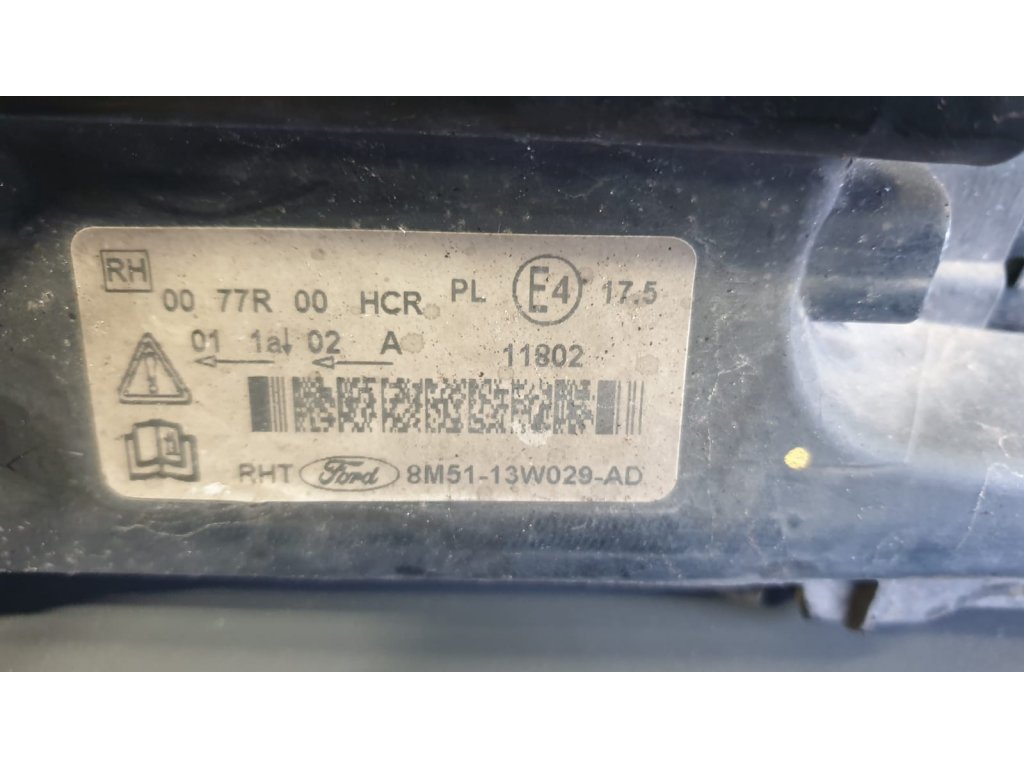 RH
00 77R 00 HCR PL E4 17.5
01 1a 02 A 11802
RHT Ford 8M51-13W029-AD